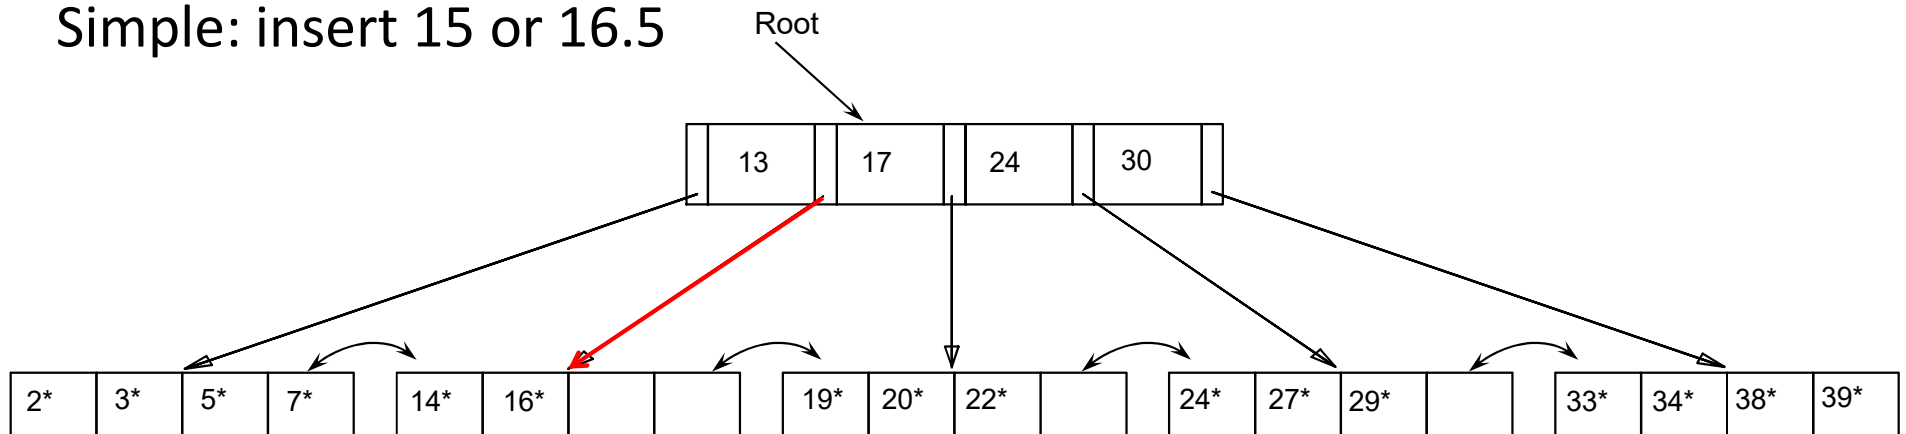 Simple: insert 15 or 16.5
Root
13 17 24 30
2* 3* 5* 7* 14* 16* 19* 20* 22* 24* 27* 29* 33* 34* 38* 39*